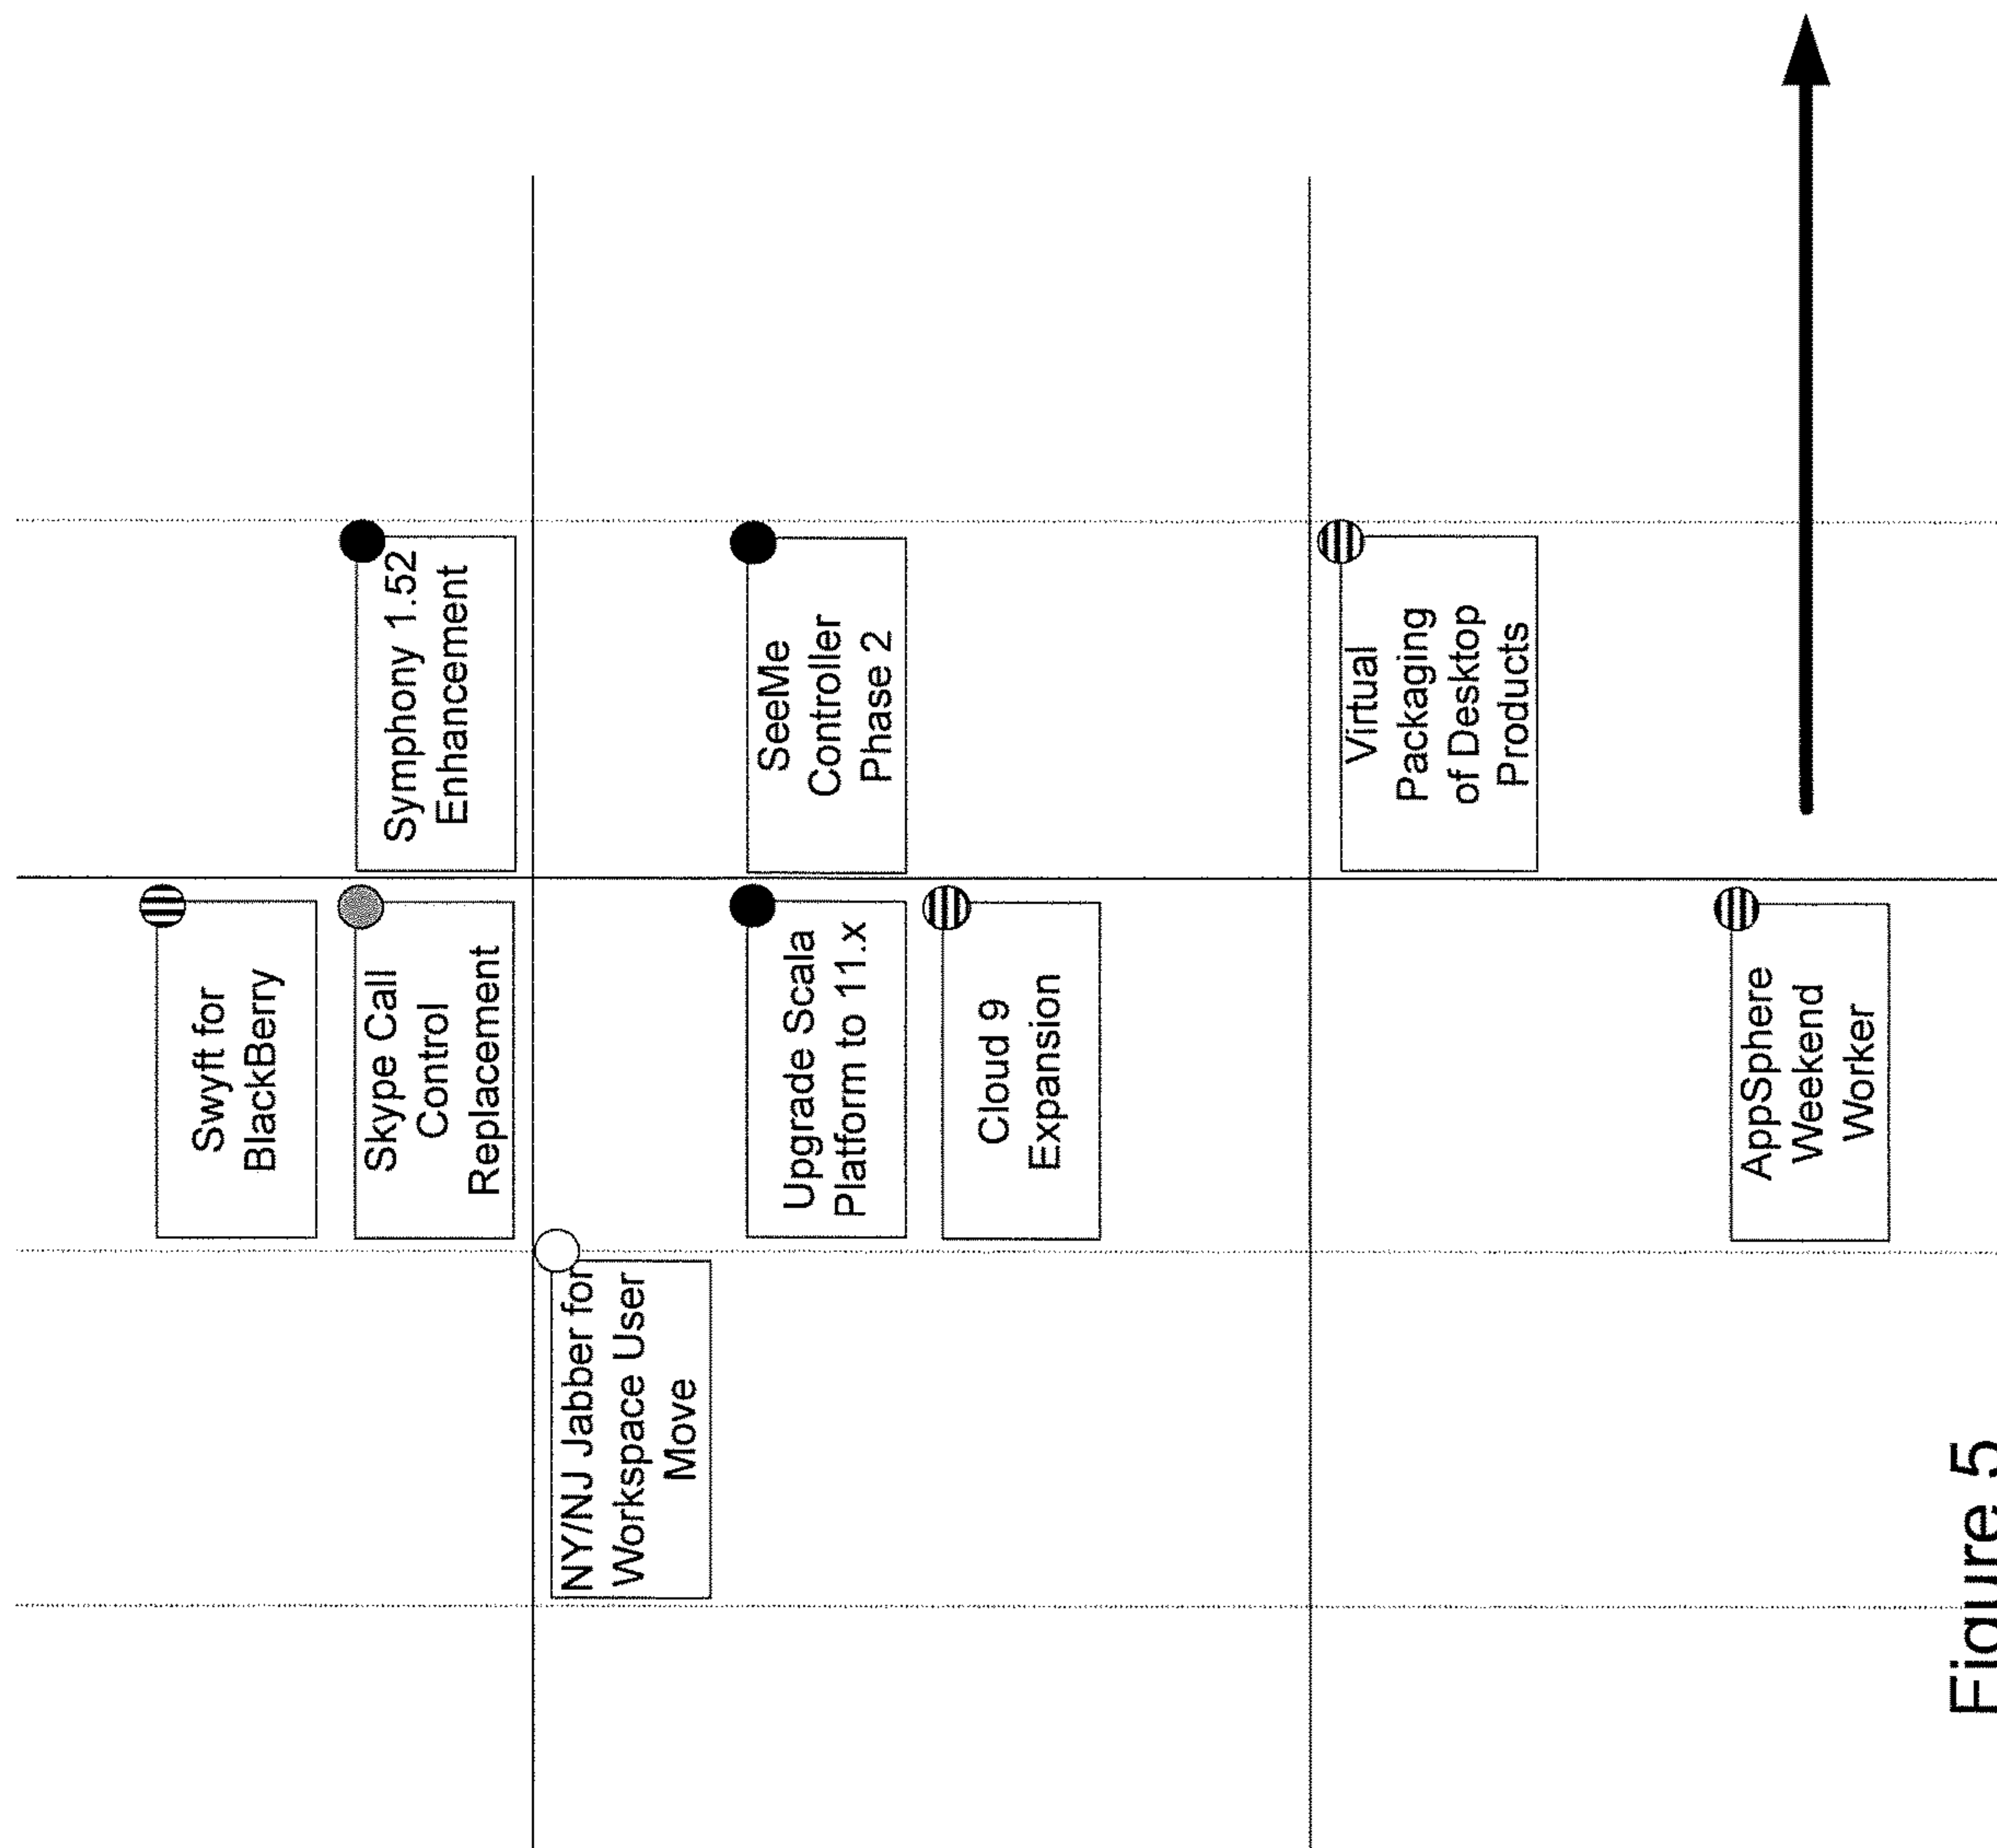 Swyft for
BlackBerry
Skype Call
Control
Replacement
Symphony 1.52
Enhancement
NY/NJ Jabber for
Workspace User
Move
Upgrade Scala
Platform to 11.x
SeeMe
Controller
Phase 2
Cloud 9
Expansion
Virtual
Packaging
of Desktop
Products
AppSphere
Weekend
Worker
Figure 5